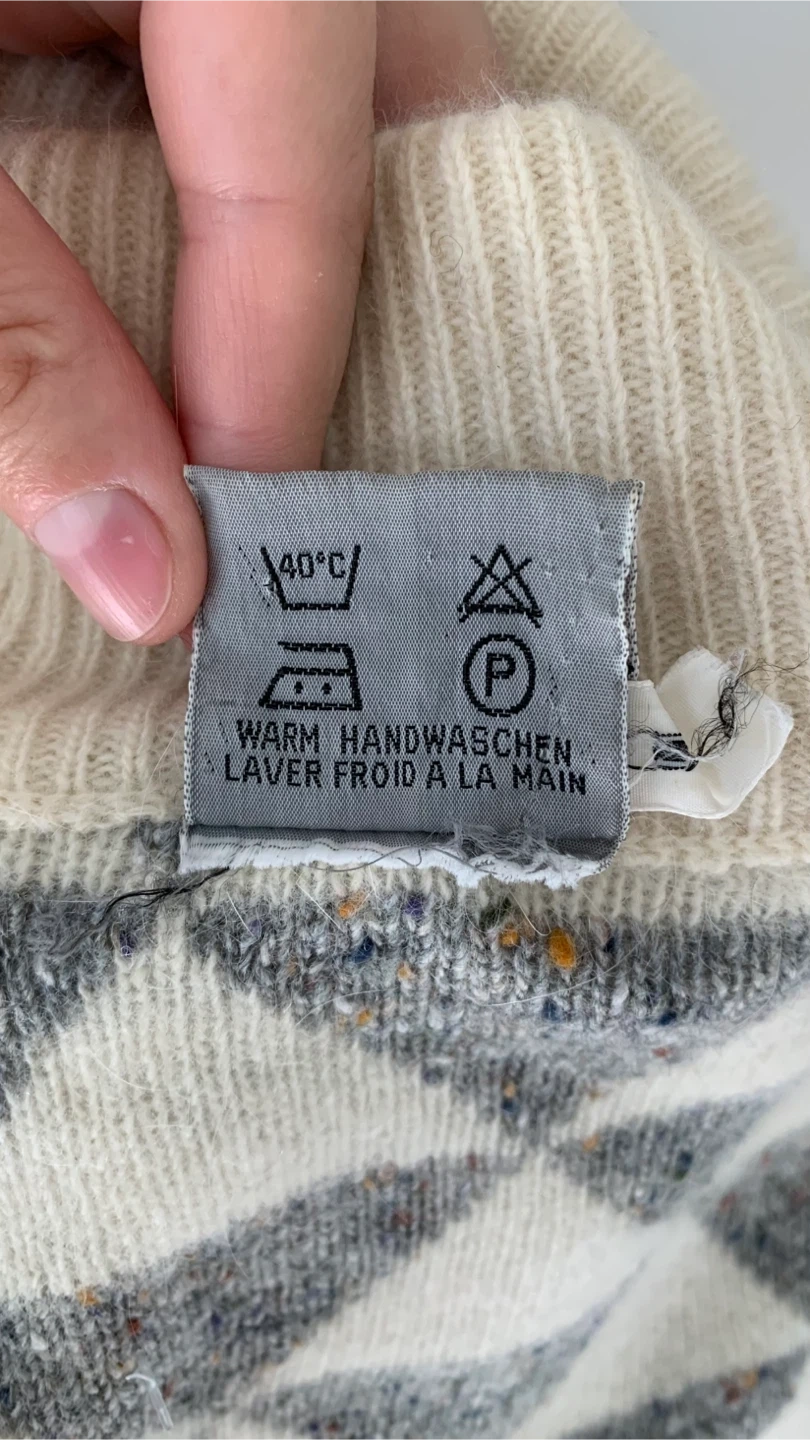 40°C
P
WARM HANDWASCHEN
LAVER FROID A LA MAIN